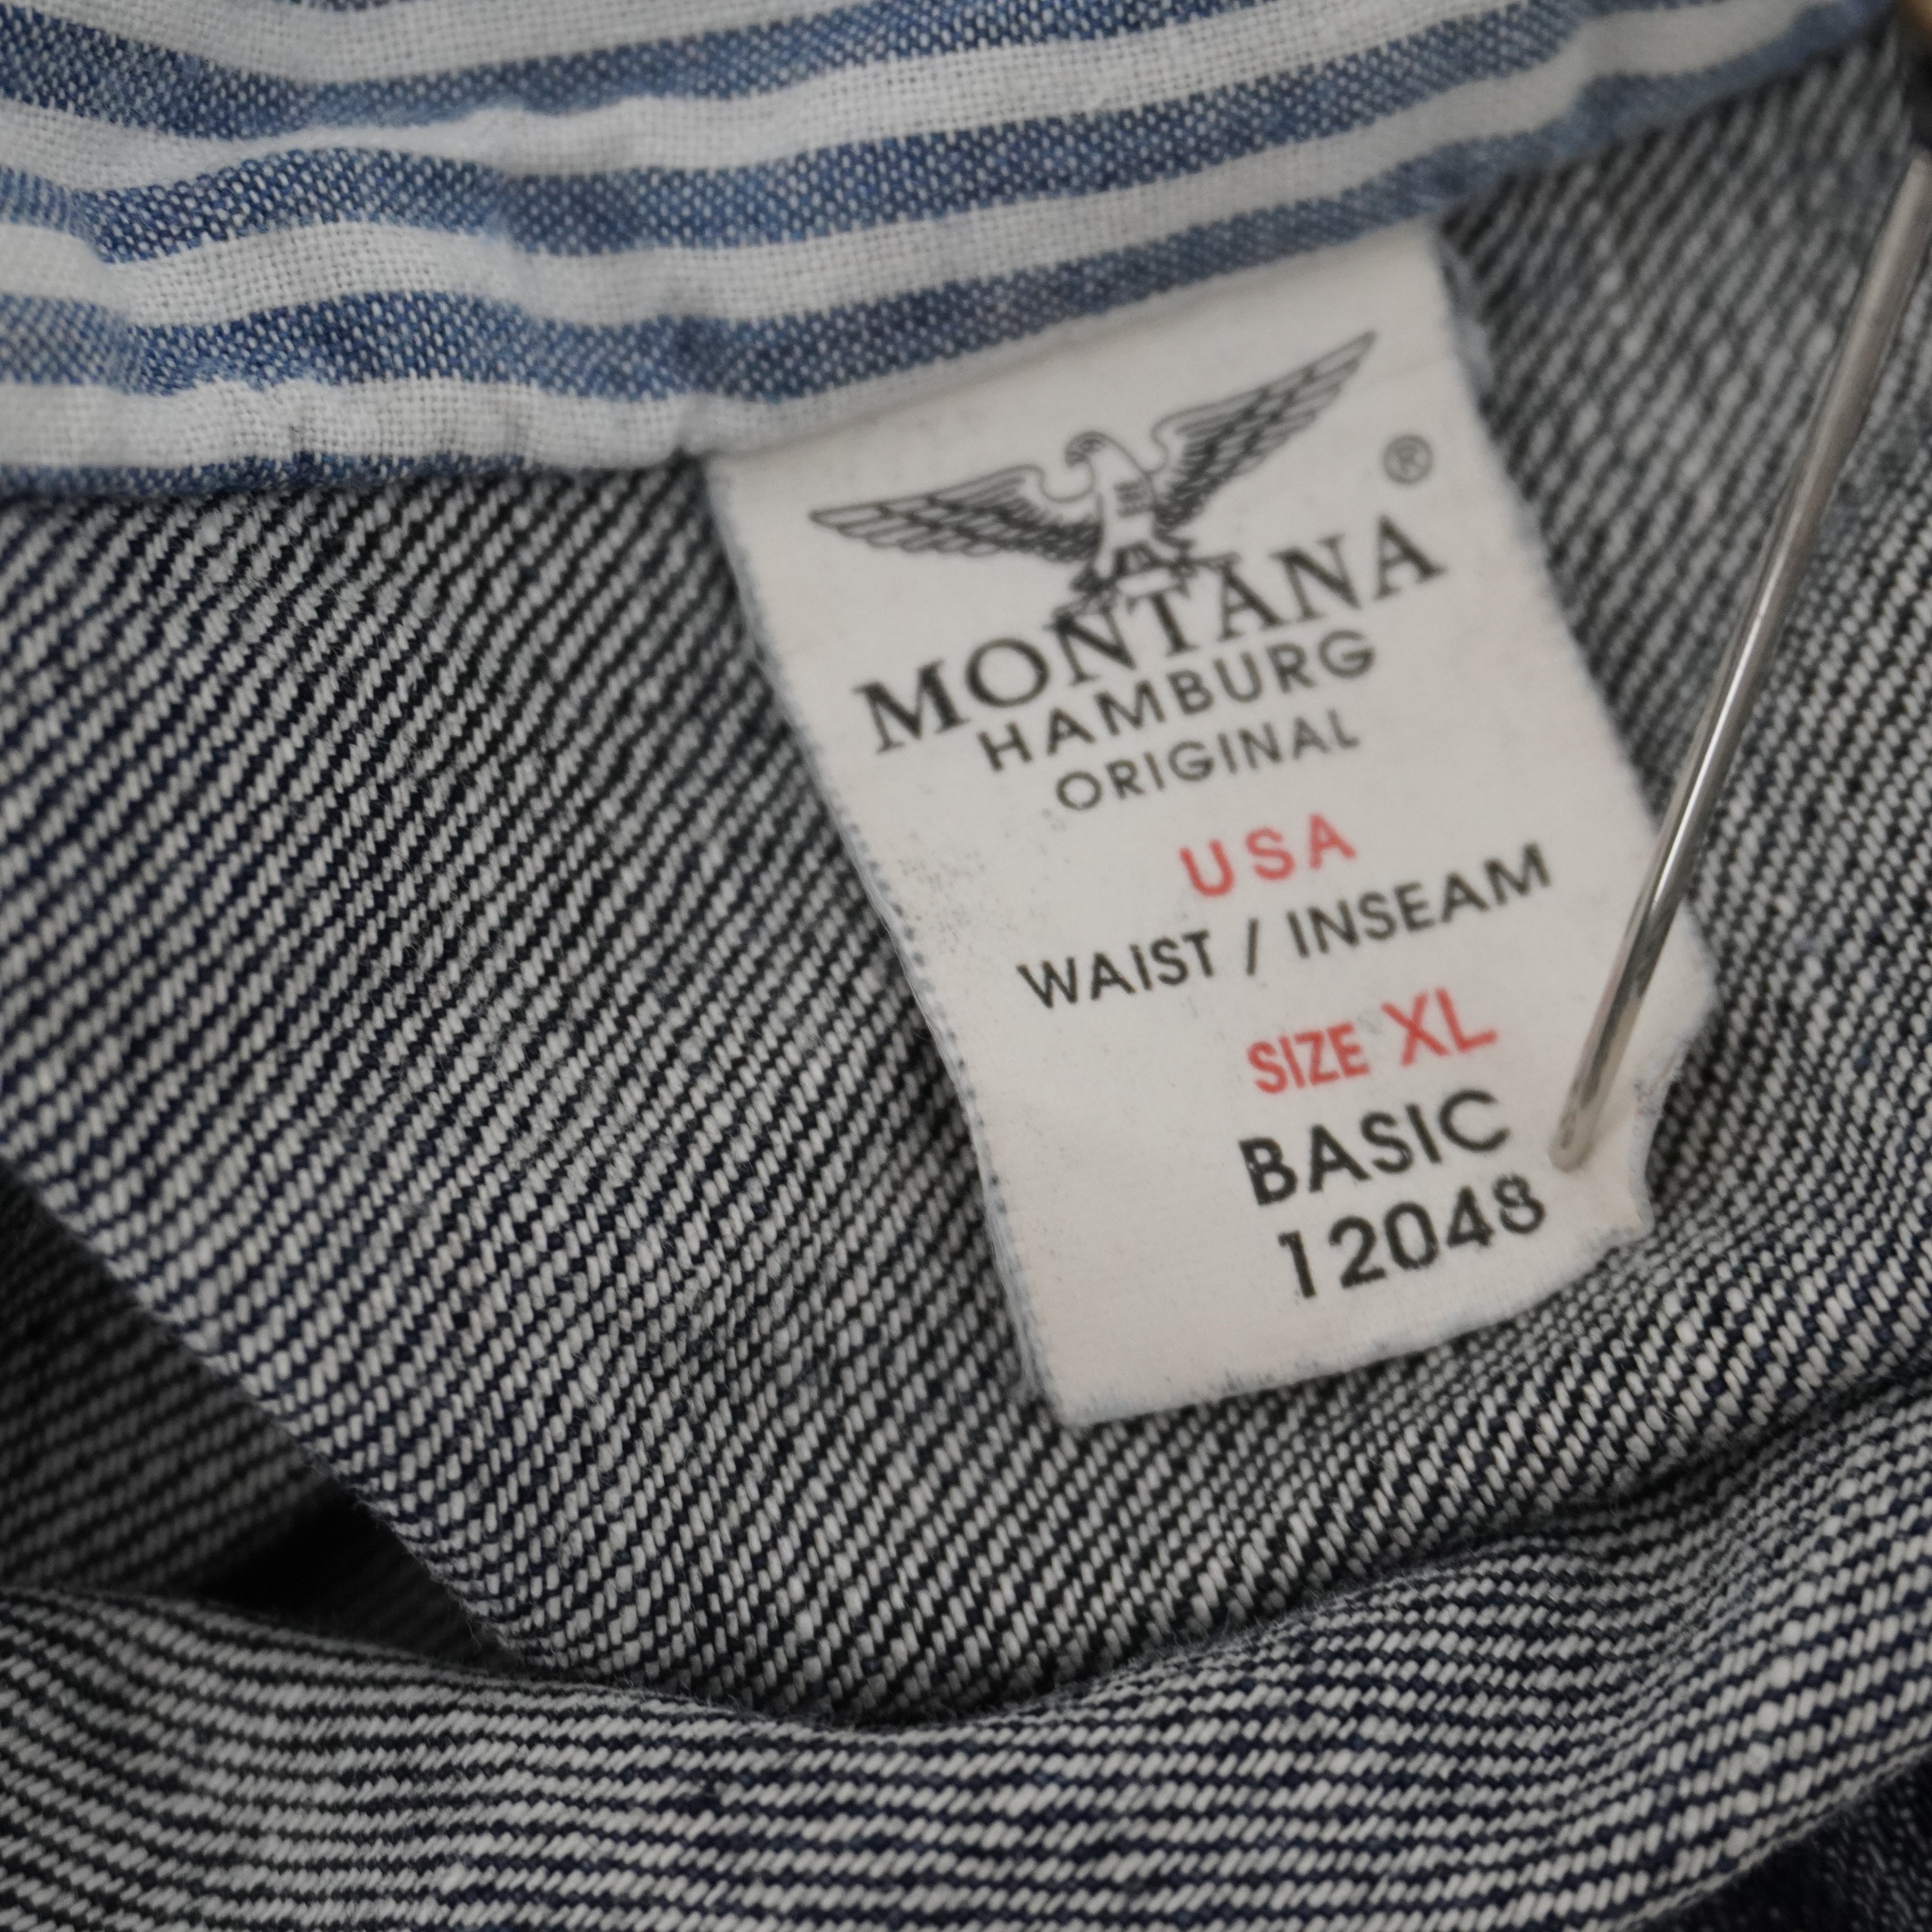 ®
MONTANA
HAMBURG
ORIGINAL
USA
WAIST / INSEAM
SIZE XL
BASIC
12048